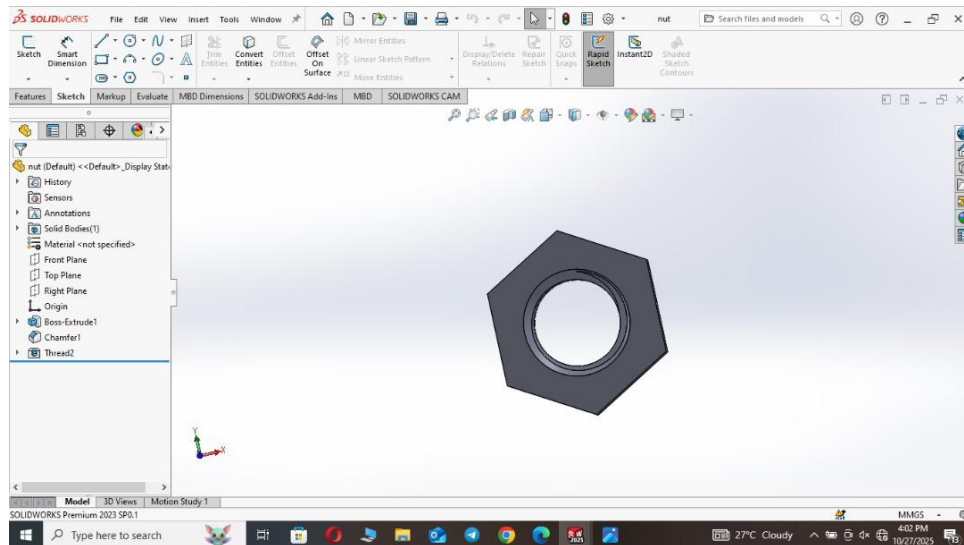 SOLIDWORKS File Edit View Insert Tools Window nut Search files and models
Sketch Smart Dimension Trim Entities Convert Entities Offset Entities Offset On Surface Mirror Entities Linear Sketch Pattern Move Entities Display/Delete Relations Repair Sketch Quick Snaps Rapid Sketch Instant2D Shaded Sketch Contours
Features Sketch Markup Evaluate MBD Dimensions SOLIDWORKS Add-Ins MBD SOLIDWORKS CAM
nut (Default) <<Default>_Display Stat
History
Sensors
Annotations
Solid Bodies(1)
Material <not specified>
Front Plane
Top Plane
Right Plane
Origin
Boss-Extrude1
Chamfer1
Thread2
Y
X
Model 3D Views Motion Study 1
SOLIDWORKS Premium 2023 SP0.1 MMGS
Type here to search 27°C Cloudy 4:02 PM
10/27/2025